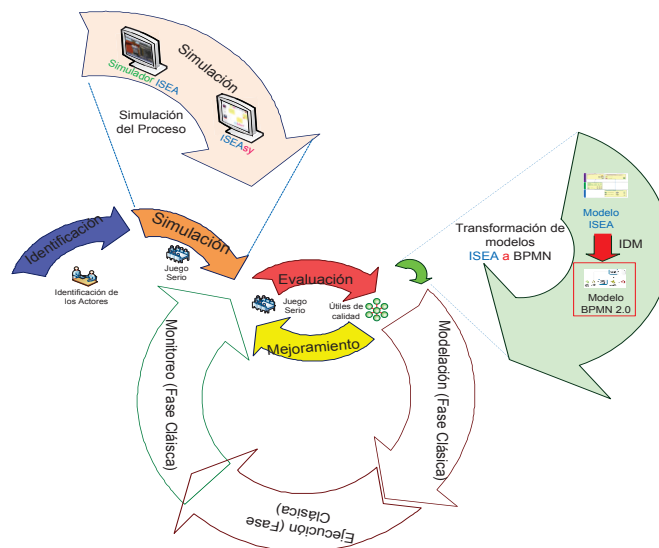 Simulación
Simulador ISEA
ISEAsy
Simulación
del Proceso
Identificación
Identificación de
los Actores
Simulación
Juego
Serio
Evaluación
Juego
Serio
Útiles de
calidad
Mejoramiento
Transformación de
modelos
ISEA a BPMN
Modelo
ISEA
IDM
Modelo
BPMN 2.0
Monitoreo (Fase Cláisca)
Modelación (Fase Clásica)
Ejecución (Fase
Clásica)